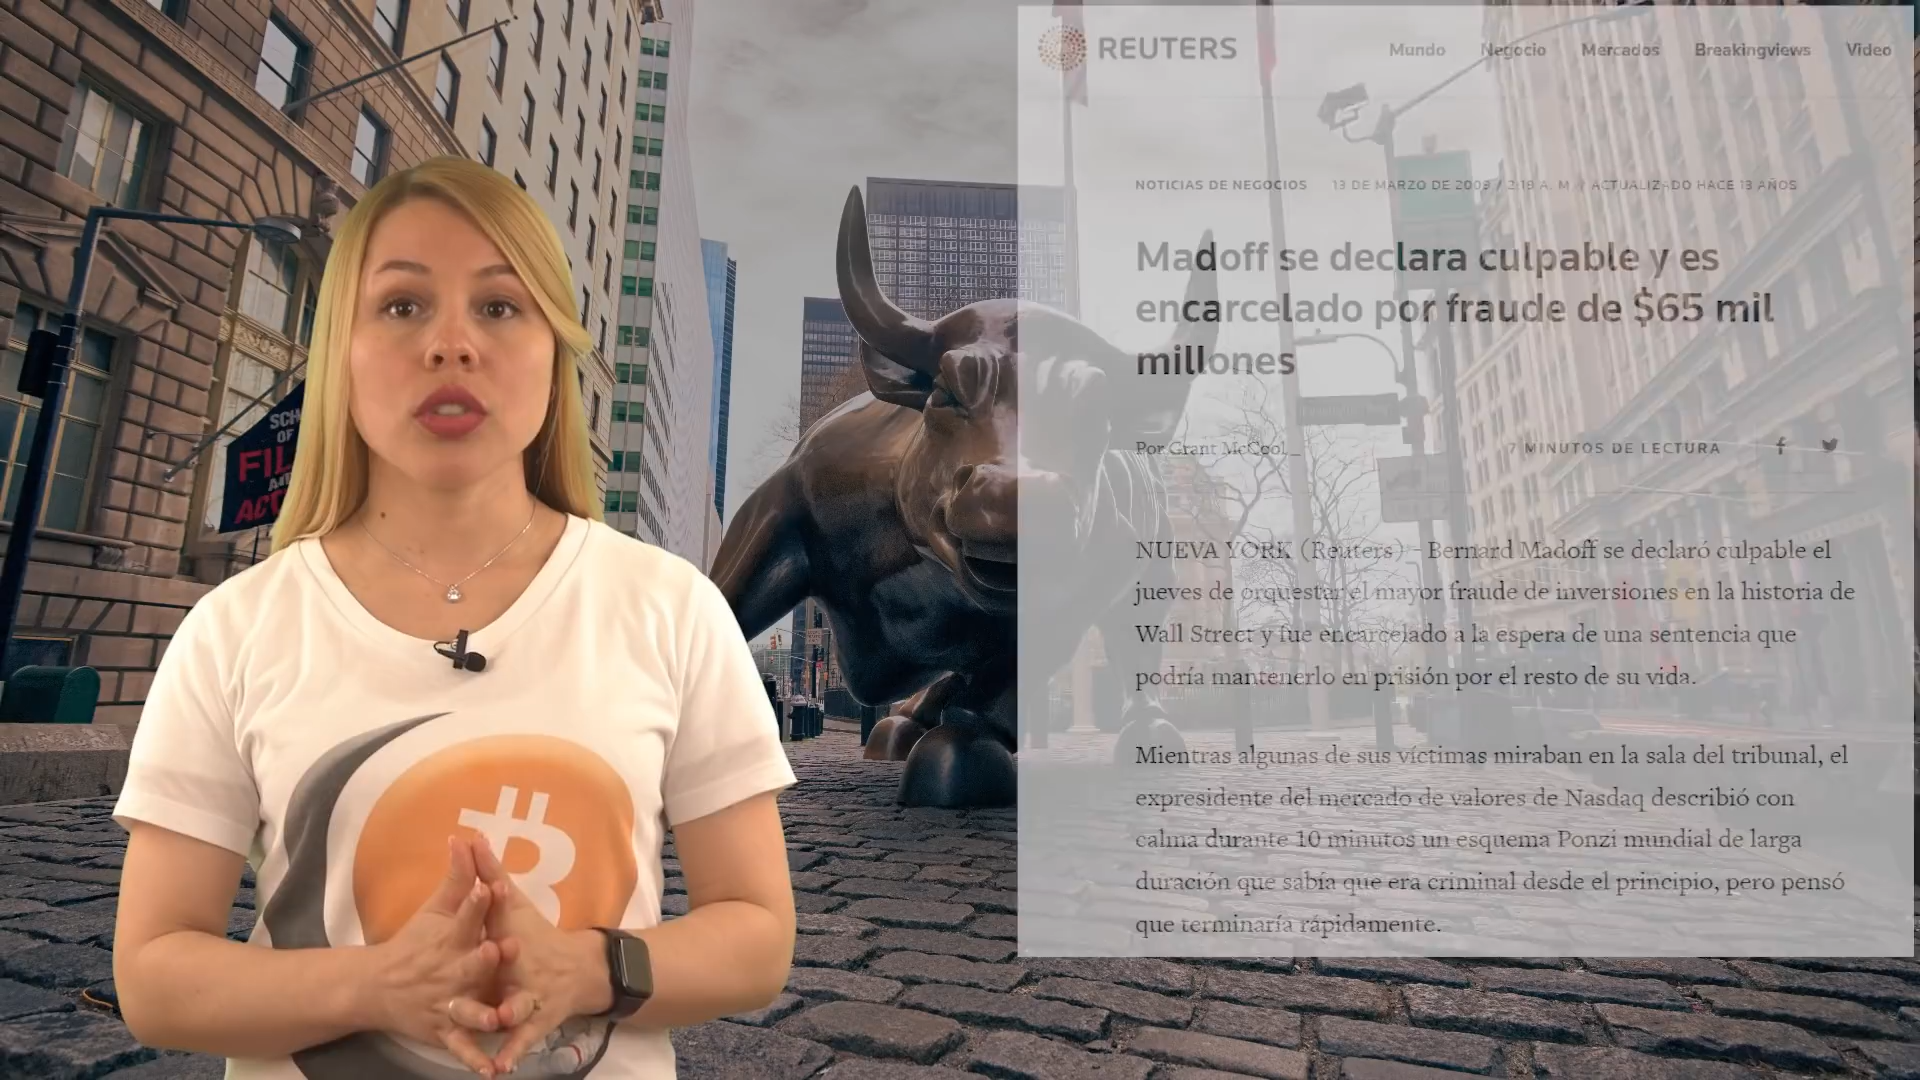 SCH
OF
FIL
AN
AC
REUTERS
Mundo Negocio Mercados Breakingviews Video
NOTICIAS DE NEGOCIOS 13 DE MARZO DE 2009 / 2:18 A. M. / ACTUALIZADO HACE 13 AÑOS
Madoff se declara culpable y es
encarcelado por fraude de $65 mil
millones
Por Grant McCool
7 MINUTOS DE LECTURA
NUEVA YORK (Reuters) - Bernard Madoff se declaró culpable el
jueves de orquestar el mayor fraude de inversiones en la historia de
Wall Street y fue encarcelado a la espera de una sentencia que
podría mantenerlo en prisión por el resto de su vida.
Mientras algunas de sus víctimas miraban en la sala del tribunal, el
expresidente del mercado de valores de Nasdaq describió con
calma durante 10 minutos un esquema Ponzi mundial de larga
duración que sabía que era criminal desde el principio, pero pensó
que terminaría rápidamente.